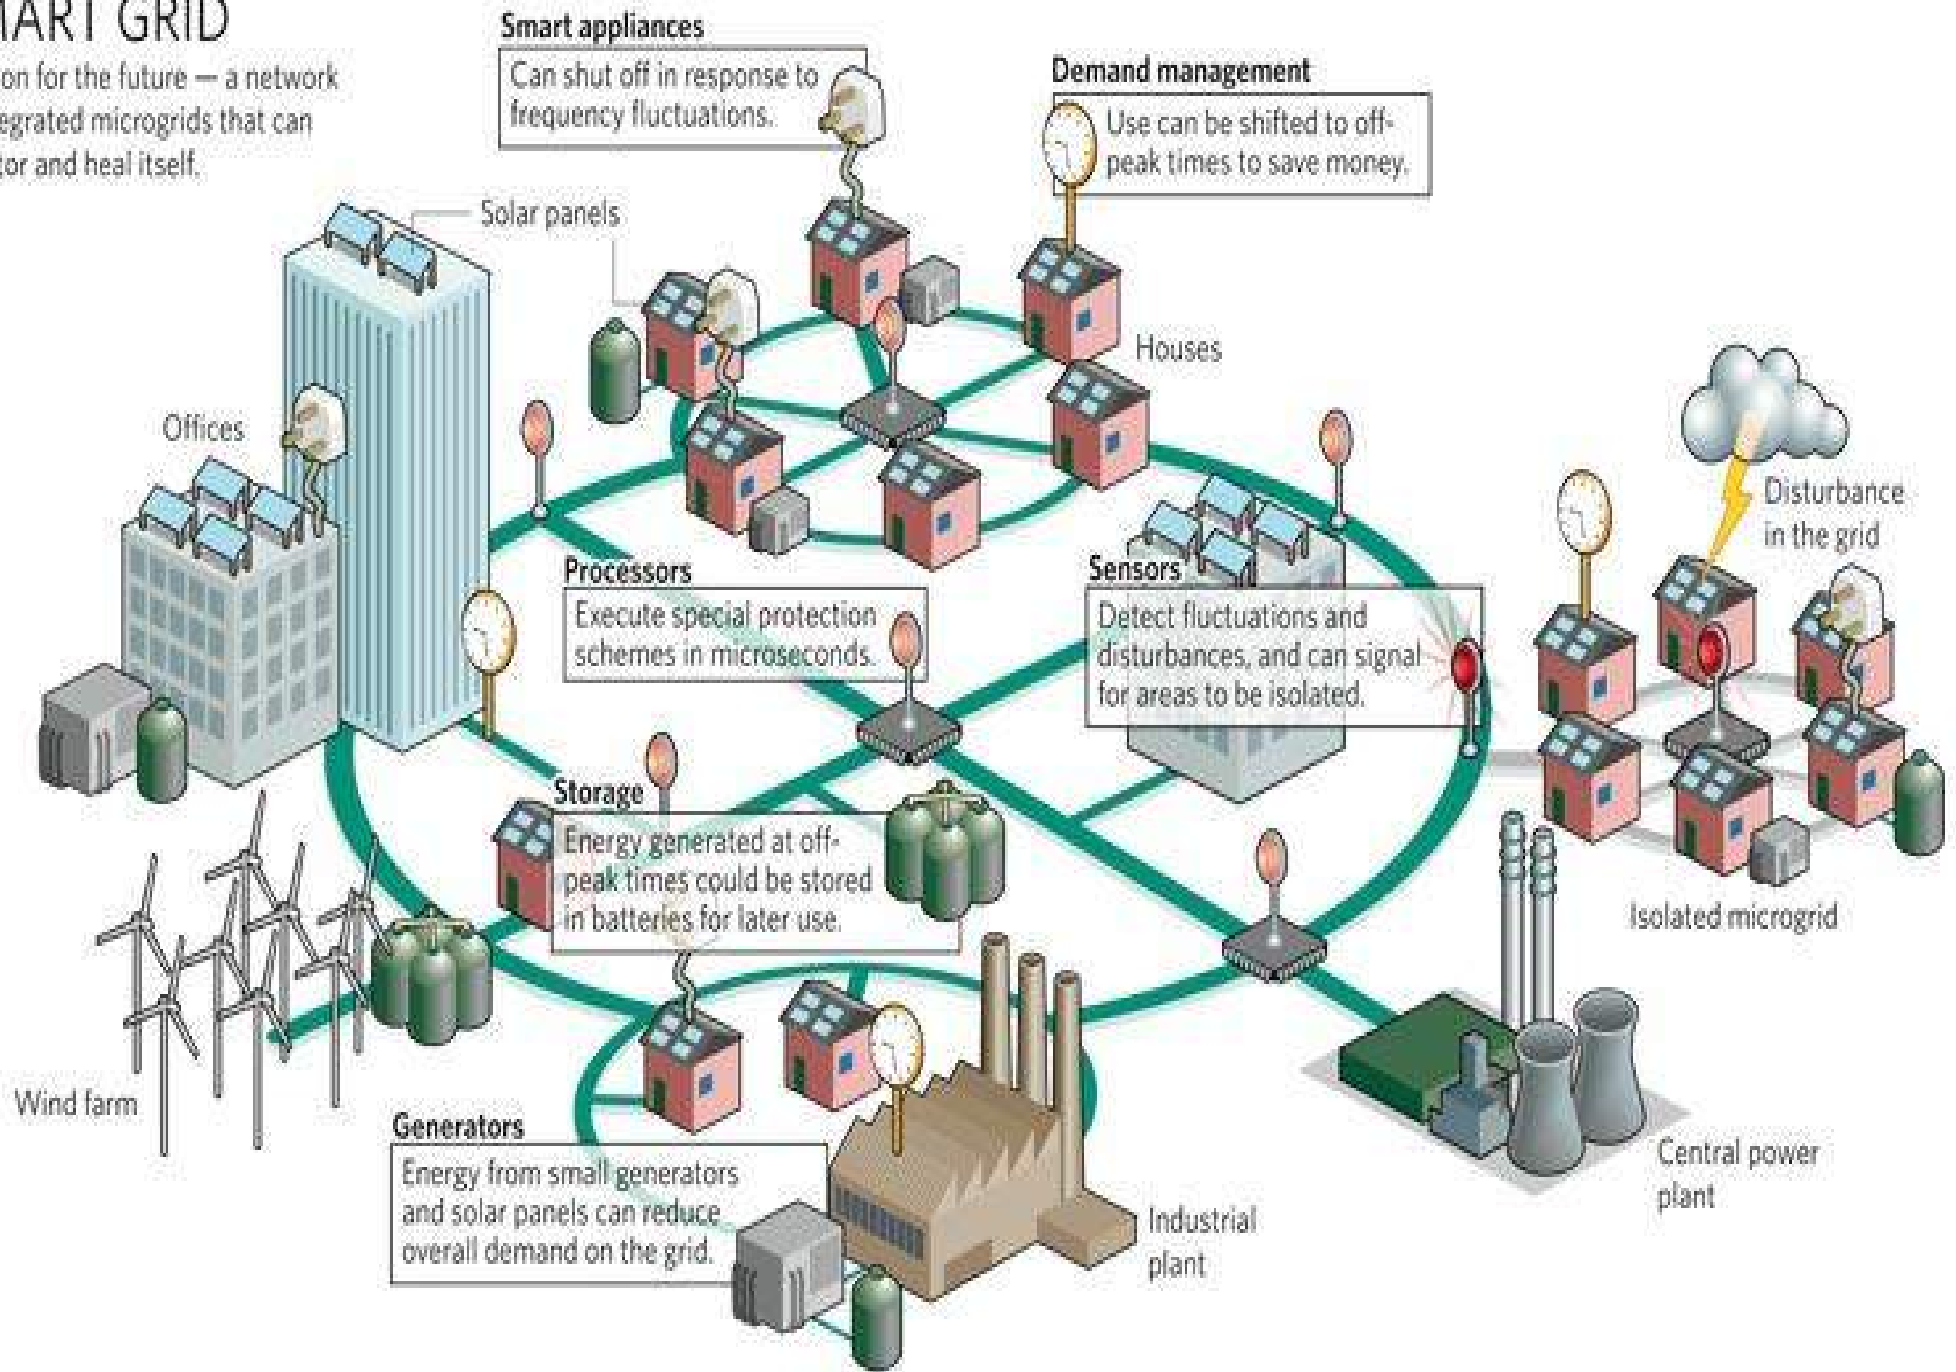 MART GRID
on for the future — a network
egrated microgrids that can
tor and heal itself.
Smart appliances
Can shut off in response to
frequency fluctuations.
Demand management
Use can be shifted to off-
peak times to save money.
Solar panels
Houses
Offices
Disturbance
in the grid
Processors
Execute special protection
schemes in microseconds.
Sensors
Detect fluctuations and
disturbances, and can signal
for areas to be isolated.
Storage
Energy generated at off-
peak times could be stored
in batteries for later use.
Isolated microgrid
Wind farm
Generators
Energy from small generators
and solar panels can reduce
overall demand on the grid.
Central power
plant
Industrial
plant